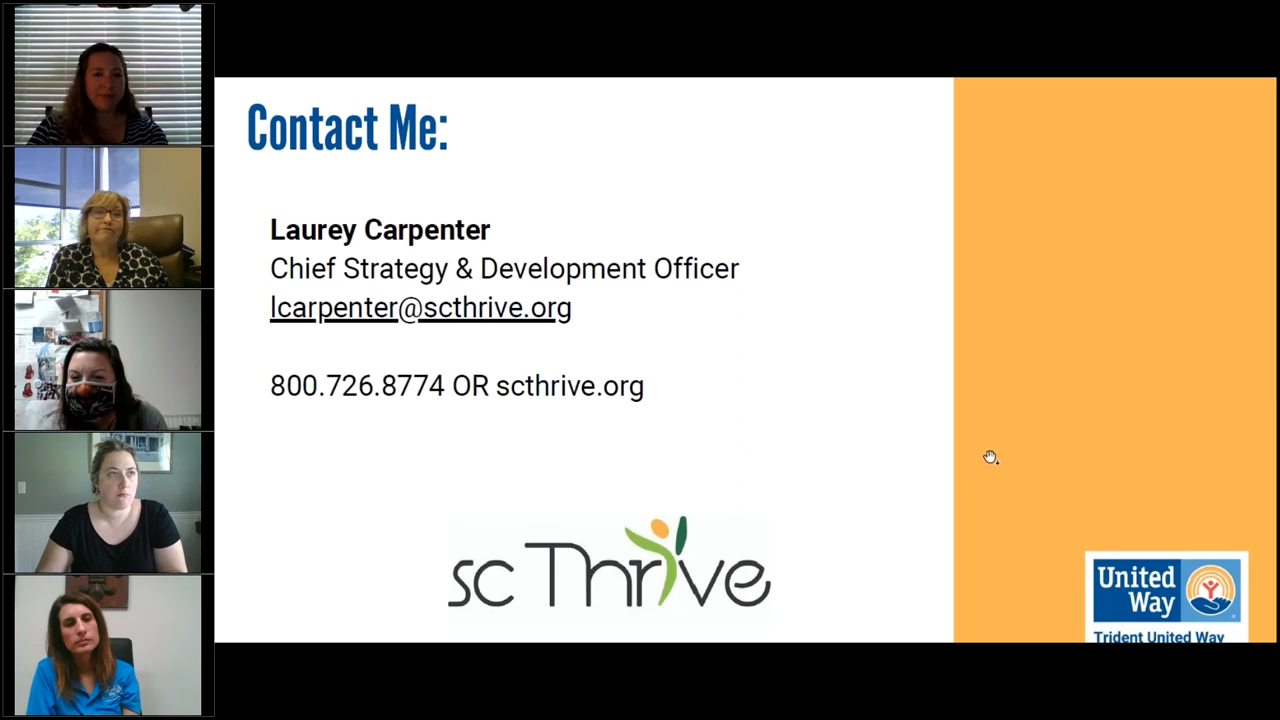 Contact Me:
Laurey Carpenter
Chief Strategy & Development Officer
lcarpenter@scthrive.org
800.726.8774 OR scthrive.org
sc Thrive
United
Way
Trident United Way